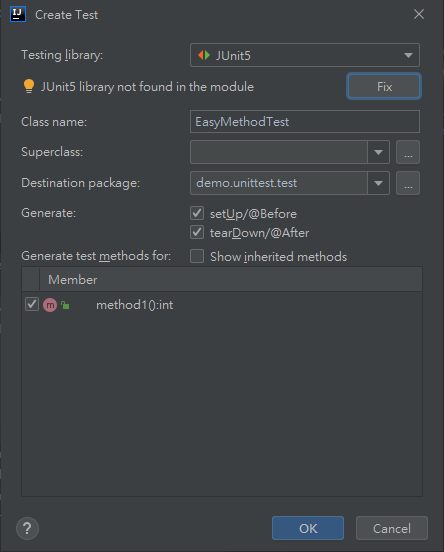 IJ Create Test
Testing library: JUnit5
JUnit5 library not found in the module Fix
Class name: EasyMethodTest
Superclass: ...
Destination package: demo.unittest.test ...
Generate: setUp/@Before
tearDown/@After
Generate test methods for: Show inherited methods
Member
m method1():int
? OK Cancel